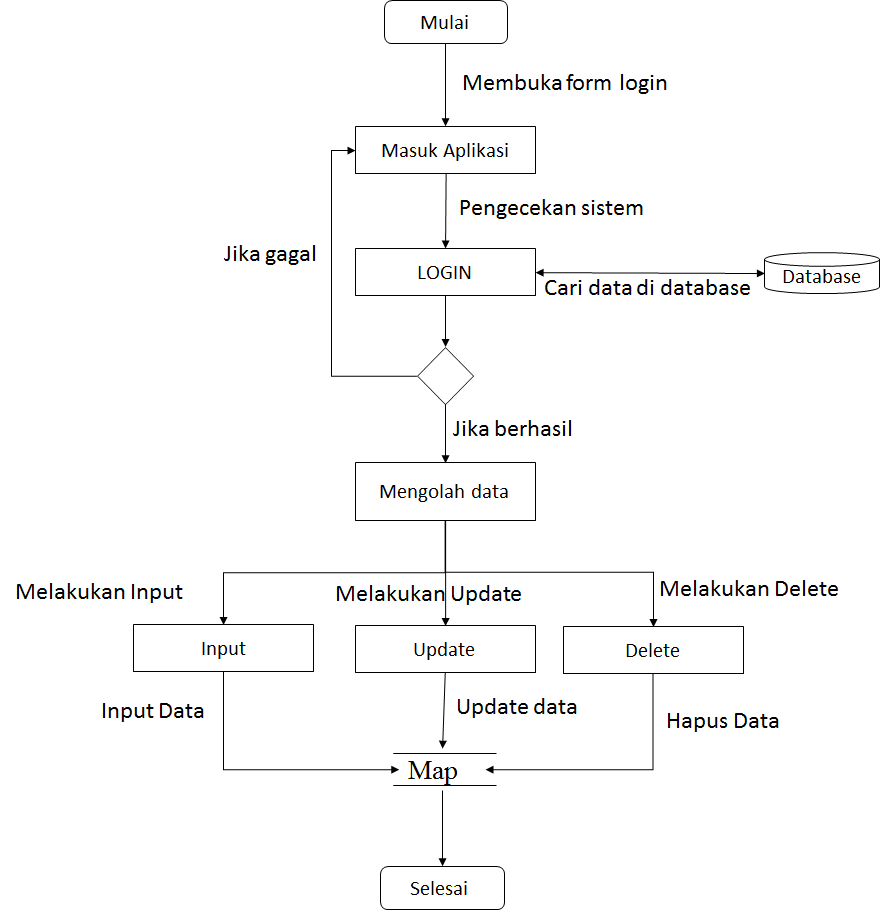 Mulai
Membuka form login
Masuk Aplikasi
Pengecekan sistem
Jika gagal
LOGIN
Database
Cari data di database
Jika berhasil
Mengolah data
Melakukan Input
Melakukan Update
Melakukan Delete
Input
Update
Delete
Input Data
Update data
Hapus Data
Map
Selesai